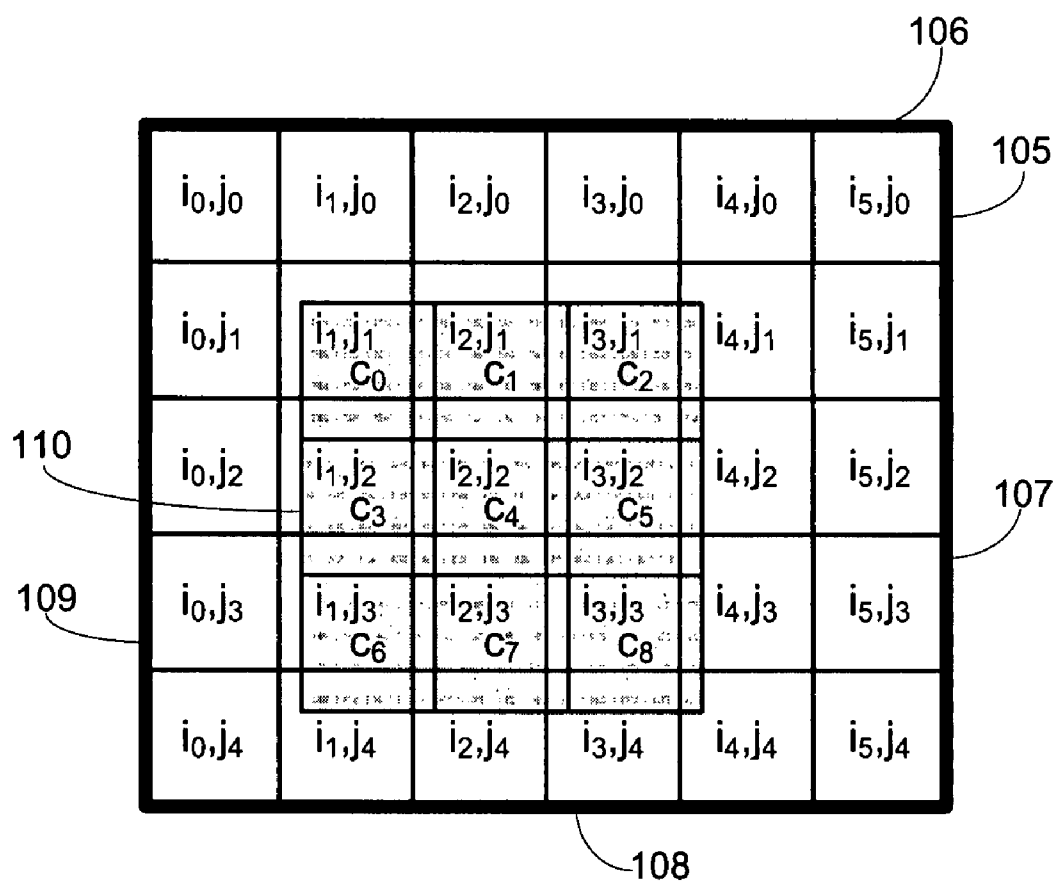 106
105
i₀,j₀ i₁,j₀ i₂,j₀ i₃,j₀ i₄,j₀ i₅,j₀
i₀,j₁ i₁,j₁ i₂,j₁ i₃,j₁ i₄,j₁ i₅,j₁
C₀ C₁ C₂
110
i₀,j₂ i₁,j₂ i₂,j₂ i₃,j₂ i₄,j₂ i₅,j₂
C₃ C₄ C₅
107
109
i₀,j₃ i₁,j₃ i₂,j₃ i₃,j₃ i₄,j₃ i₅,j₃
C₆ C₇ C₈
i₀,j₄ i₁,j₄ i₂,j₄ i₃,j₄ i₄,j₄ i₅,j₄
108